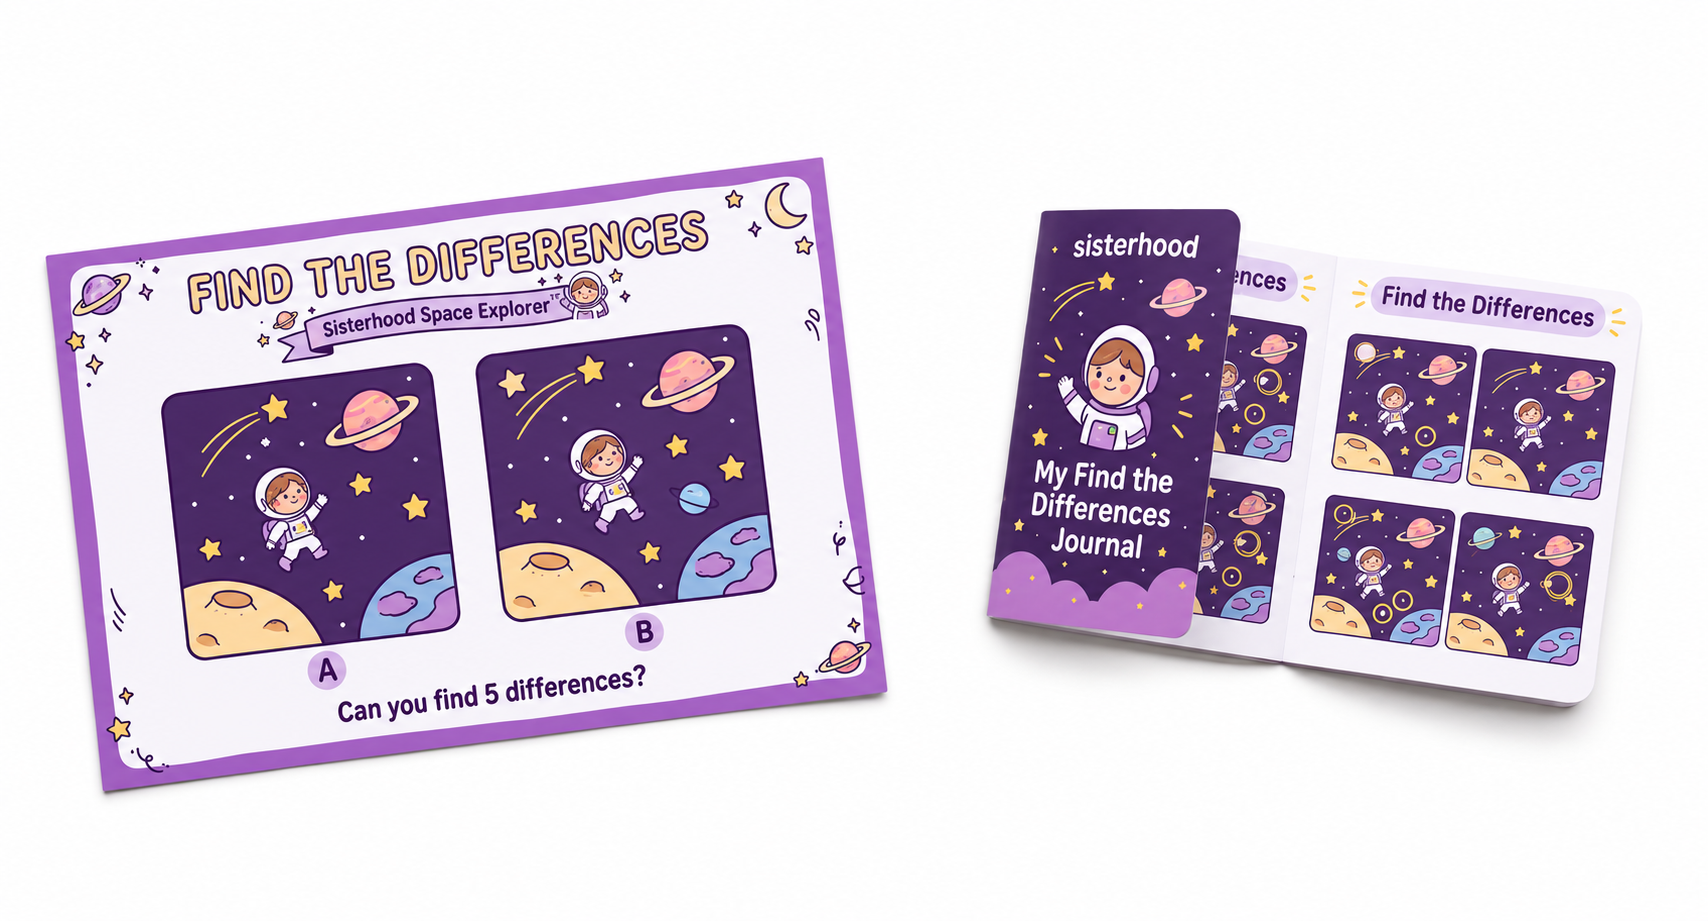 FIND THE DIFFERENCES
Sisterhood Space Explorer
A
B
Can you find 5 differences?
sisterhood
My Find the
Differences
Journal
ences
Find the Differences